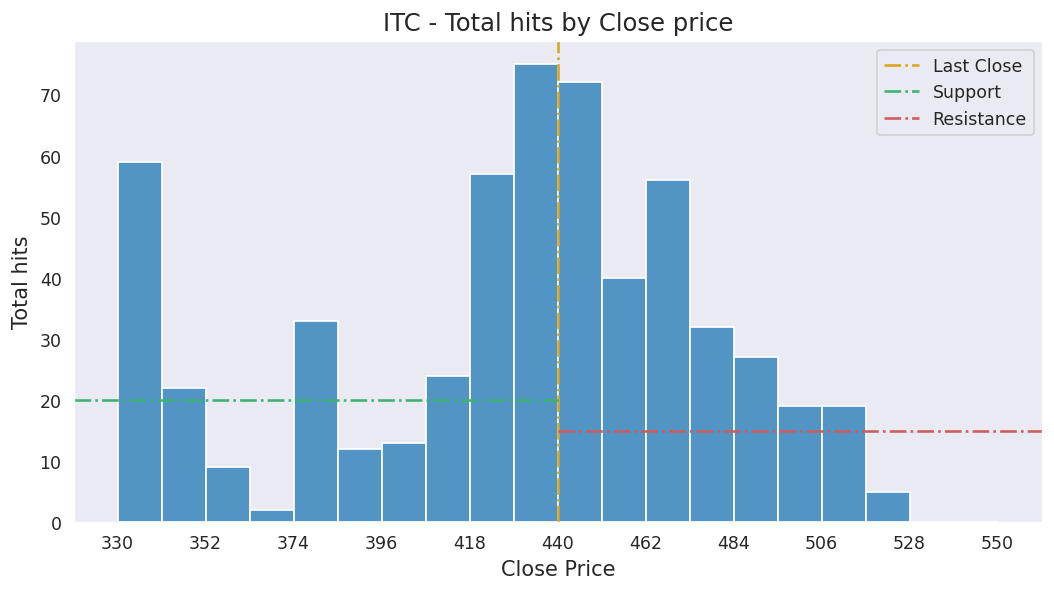 ITC - Total hits by Close price
Last Close
Support
Resistance
Total hits
70
60
50
40
30
20
10
0
330 352 374 396 418 440 462 484 506 528 550
Close Price